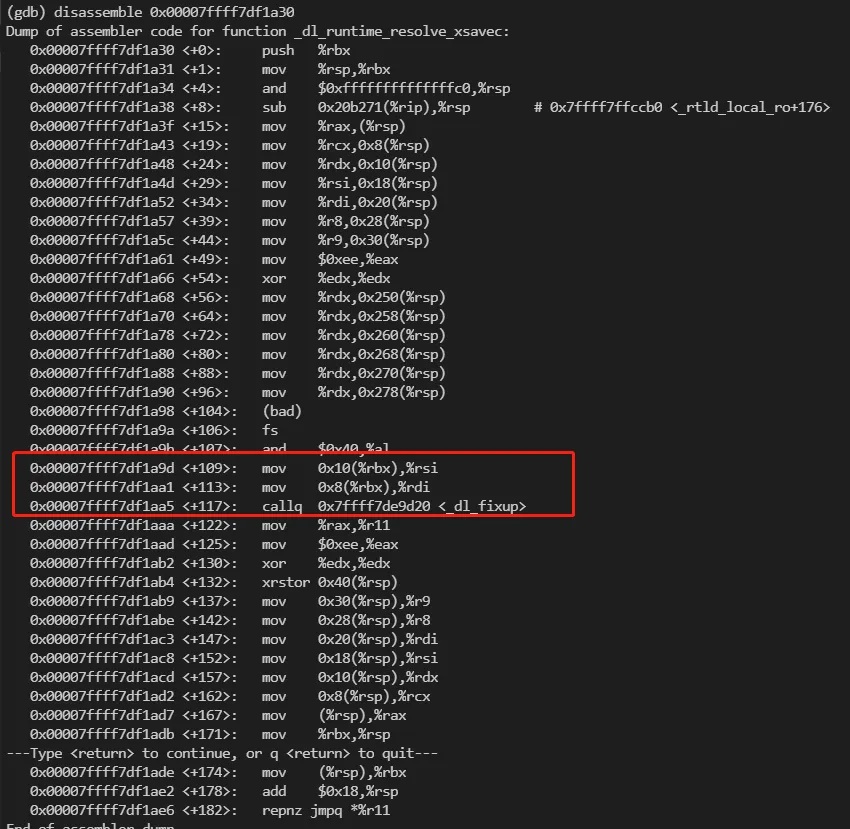 (gdb) disassemble 0x00007ffff7df1a30
Dump of assembler code for function _dl_runtime_resolve_xsavec:
   0x00007ffff7df1a30 <+0>:     push   %rbx
   0x00007ffff7df1a31 <+1>:     mov    %rsp,%rbx
   0x00007ffff7df1a34 <+4>:     and    $0xffffffffffffffc0,%rsp
   0x00007ffff7df1a38 <+8>:     sub    0x20b271(%rip),%rsp        # 0x7ffff7ffccb0 <_rtld_local_ro+176>
   0x00007ffff7df1a3f <+15>:    mov    %rax,(%rsp)
   0x00007ffff7df1a43 <+19>:    mov    %rcx,0x8(%rsp)
   0x00007ffff7df1a48 <+24>:    mov    %rdx,0x10(%rsp)
   0x00007ffff7df1a4d <+29>:    mov    %rsi,0x18(%rsp)
   0x00007ffff7df1a52 <+34>:    mov    %rdi,0x20(%rsp)
   0x00007ffff7df1a57 <+39>:    mov    %r8,0x28(%rsp)
   0x00007ffff7df1a5c <+44>:    mov    %r9,0x30(%rsp)
   0x00007ffff7df1a61 <+49>:    mov    $0xee,%eax
   0x00007ffff7df1a66 <+54>:    xor    %edx,%edx
   0x00007ffff7df1a68 <+56>:    mov    %rdx,0x250(%rsp)
   0x00007ffff7df1a70 <+64>:    mov    %rdx,0x258(%rsp)
   0x00007ffff7df1a78 <+72>:    mov    %rdx,0x260(%rsp)
   0x00007ffff7df1a80 <+80>:    mov    %rdx,0x268(%rsp)
   0x00007ffff7df1a88 <+88>:    mov    %rdx,0x270(%rsp)
   0x00007ffff7df1a90 <+96>:    mov    %rdx,0x278(%rsp)
   0x00007ffff7df1a98 <+104>:   (bad)
   0x00007ffff7df1a9a <+106>:   fs
   0x00007ffff7df1a9b <+107>:   and    $0x40,%al
   0x00007ffff7df1a9d <+109>:   mov    0x10(%rbx),%rsi
   0x00007ffff7df1aa1 <+113>:   mov    0x8(%rbx),%rdi
   0x00007ffff7df1aa5 <+117>:   callq  0x7ffff7de9d20 <_dl_fixup>
   0x00007ffff7df1aaa <+122>:   mov    %rax,%r11
   0x00007ffff7df1aad <+125>:   mov    $0xee,%eax
   0x00007ffff7df1ab2 <+130>:   xor    %edx,%edx
   0x00007ffff7df1ab4 <+132>:   xrstor 0x40(%rsp)
   0x00007ffff7df1ab9 <+137>:   mov    0x30(%rsp),%r9
   0x00007ffff7df1abe <+142>:   mov    0x28(%rsp),%r8
   0x00007ffff7df1ac3 <+147>:   mov    0x20(%rsp),%rdi
   0x00007ffff7df1ac8 <+152>:   mov    0x18(%rsp),%rsi
   0x00007ffff7df1acd <+157>:   mov    0x10(%rsp),%rdx
   0x00007ffff7df1ad2 <+162>:   mov    0x8(%rsp),%rcx
   0x00007ffff7df1ad7 <+167>:   mov    (%rsp),%rax
   0x00007ffff7df1adb <+171>:   mov    %rbx,%rsp
---Type <return> to continue, or q <return> to quit---
   0x00007ffff7df1ade <+174>:   mov    (%rsp),%rbx
   0x00007ffff7df1ae2 <+178>:   add    $0x18,%rsp
   0x00007ffff7df1ae6 <+182>:   repnz jmpq *%r11
End of assembler dump